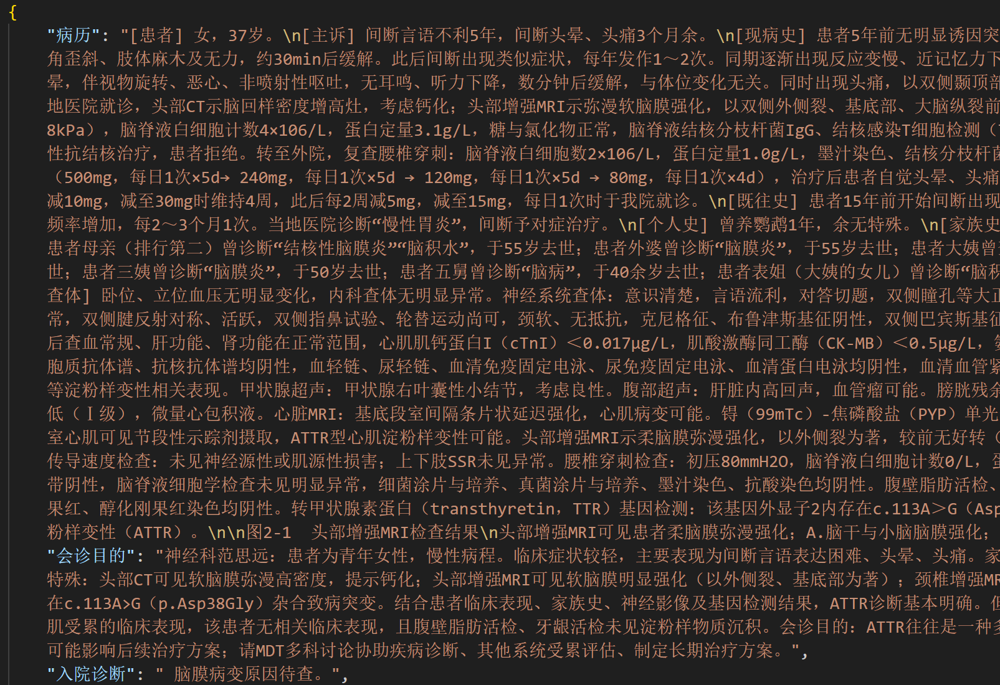 {
"病历": "[患者] 女，37岁。\n[主诉] 间断言语不利5年，间断头晕、头痛3个月余。\n[现病史] 患者5年前无明显诱因突
角歪斜、肢体麻木及无力，约30min后缓解。此后间断出现类似症状，每年发作1～2次。同期逐渐出现反应变慢、近记忆力下
晕，伴视物旋转、恶心、非喷射性呕吐，无耳鸣、听力下降，数分钟后缓解，与体位变化无关。同时出现头痛，以双侧颞顶部
地医院就诊，头部CT示脑回样密度增高灶，考虑钙化；头部增强MRI示弥漫软脑膜强化，以双侧外侧裂、基底部、大脑纵裂前
8kPa），脑脊液白细胞计数4×106/L，蛋白定量3.1g/L，糖与氯化物正常，脑脊液结核分枝杆菌IgG、结核感染T细胞检测（T
性抗结核治疗，患者拒绝。转至外院，复查腰椎穿刺：脑脊液白细胞数2×106/L，蛋白定量1.0g/L，墨汁染色、结核分枝杆菌
（500mg，每日1次×5d→ 240mg，每日1次×5d → 120mg，每日1次×5d → 80mg，每日1次×4d），治疗后患者自觉头晕、头痛
减10mg，减至30mg时维持4周，此后每2周减5mg，减至15mg，每日1次时于我院就诊。\n[既往史] 患者15年前开始间断出现
频率增加，每2～3个月1次。当地医院诊断“慢性胃炎”，间断予对症治疗。\n[个人史] 曾养鹦鹉1年，余无特殊。\n[家族史
患者母亲（排行第二）曾诊断“结核性脑膜炎”“脑积水”，于55岁去世；患者外婆曾诊断“脑膜炎”，于55岁去世；患者大姨曾
世；患者三姨曾诊断“脑膜炎”，于50岁去世；患者五舅曾诊断“脑病”，于40余岁去世；患者表姐（大姨的女儿）曾诊断“脑积
查体] 卧位、立位血压无明显变化，内科查体无明显异常。神经系统查体：意识清楚，言语流利，对答切题，双侧瞳孔等大正
常，双侧腱反射对称、活跃，双侧指鼻试验、轮替运动尚可，颈软、无抵抗，克尼格征、布鲁津斯基征阴性，双侧巴宾斯基征
后查血常规、肝功能、肾功能在正常范围，心肌肌钙蛋白I（cTnI）＜0.017μg/L，肌酸激酶同工酶（CK-MB）＜0.5μg/L，氨
胞质抗体谱、抗核抗体谱均阴性，血轻链、尿轻链、血清免疫固定电泳、尿免疫固定电泳、血清蛋白电泳均阴性，血清血管紧
等淀粉样变性相关表现。甲状腺超声：甲状腺右叶囊性小结节，考虑良性。腹部超声：肝脏内高回声，血管瘤可能。膀胱残余
低（Ⅰ级），微量心包积液。心脏MRI：基底段室间隔条片状延迟强化，心肌病变可能。锝（99mTc）-焦磷酸盐（PYP）单光
室心肌可见节段性示踪剂摄取，ATTR型心肌淀粉样变性可能。头部增强MRI示柔脑膜弥漫强化，以外侧裂为著，较前无好转（
传导速度检查：未见神经源性或肌源性损害；上下肢SSR未见异常。腰椎穿刺检查：初压80mmH2O，脑脊液白细胞计数0/L，蛋
带阴性，脑脊液细胞学检查未见明显异常，细菌涂片与培养、真菌涂片与培养、墨汁染色、抗酸染色均阴性。腹壁脂肪活检、
果红、醇化刚果红染色均阴性。转甲状腺素蛋白（transthyretin，TTR）基因检测：该基因外显子2内存在c.113A＞G（Asp
粉样变性（ATTR）。\n\n图2-1  头部增强MRI检查结果\n头部增强MRI可见患者柔脑膜弥漫强化；A.脑干与小脑脑膜强化；
"会诊目的": "神经科范思远：患者为青年女性，慢性病程。临床症状较轻，主要表现为间断言语表达困难、头晕、头痛。家
特殊：头部CT可见软脑膜弥漫高密度，提示钙化；头部增强MRI可见软脑膜明显强化（以外侧裂、基底部为著）；颈椎增强MR
在c.113A>G（p.Asp38Gly）杂合致病突变。结合患者临床表现、家族史、神经影像及基因检测结果，ATTR诊断基本明确。但
肌受累的临床表现，该患者无相关临床表现，且腹壁脂肪活检、牙龈活检未见淀粉样物质沉积。会诊目的：ATTR往往是一种多
可能影响后续治疗方案；请MDT多科讨论协助疾病诊断、其他系统受累评估、制定长期治疗方案。",
"入院诊断": " 脑膜病变原因待查。",